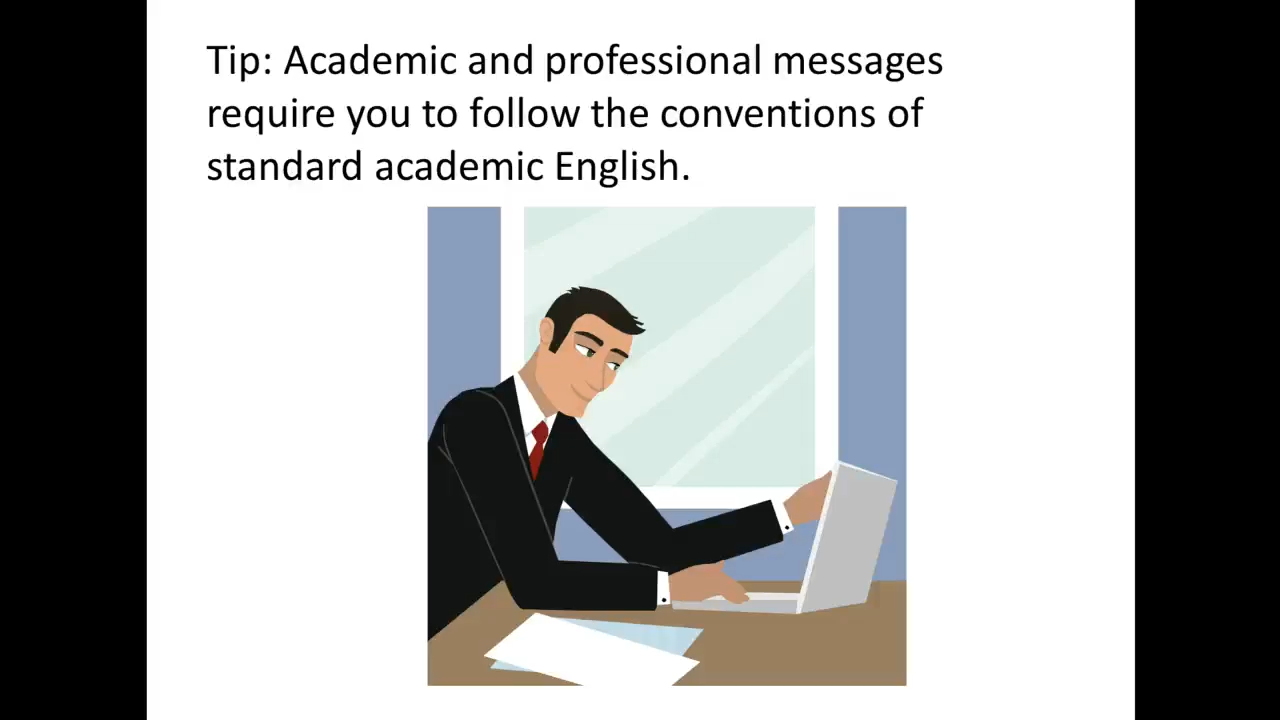 Tip: Academic and professional messages
require you to follow the conventions of
standard academic English.